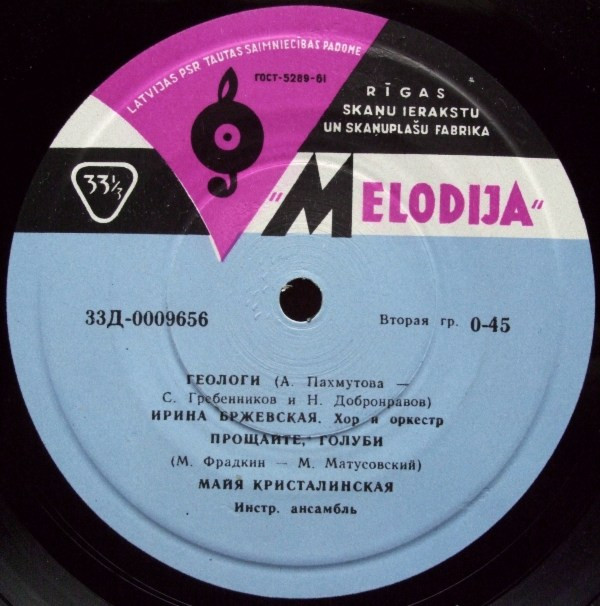 LATVIJAS PSR TAUTAS SAIMNIECĪBAS PADOME
ГОСТ-5289-61
RĪGAS
SKAŅU IERAKSTU
UN SKAŅUPLAŠU FABRIKA
33⅓
"MELODIJA"
33Д-0009656
Вторая гр. 0-45
ГЕОЛОГИ (А. Пахмутова —
С. Гребенников и Н. Добронравов)
ИРИНА БРЖЕВСКАЯ. Хор и оркестр
ПРОЩАЙТЕ, ГОЛУБИ
(М. Фрадкин — М. Матусовский)
МАЙЯ КРИСТАЛИНСКАЯ
Инстр. ансамбль